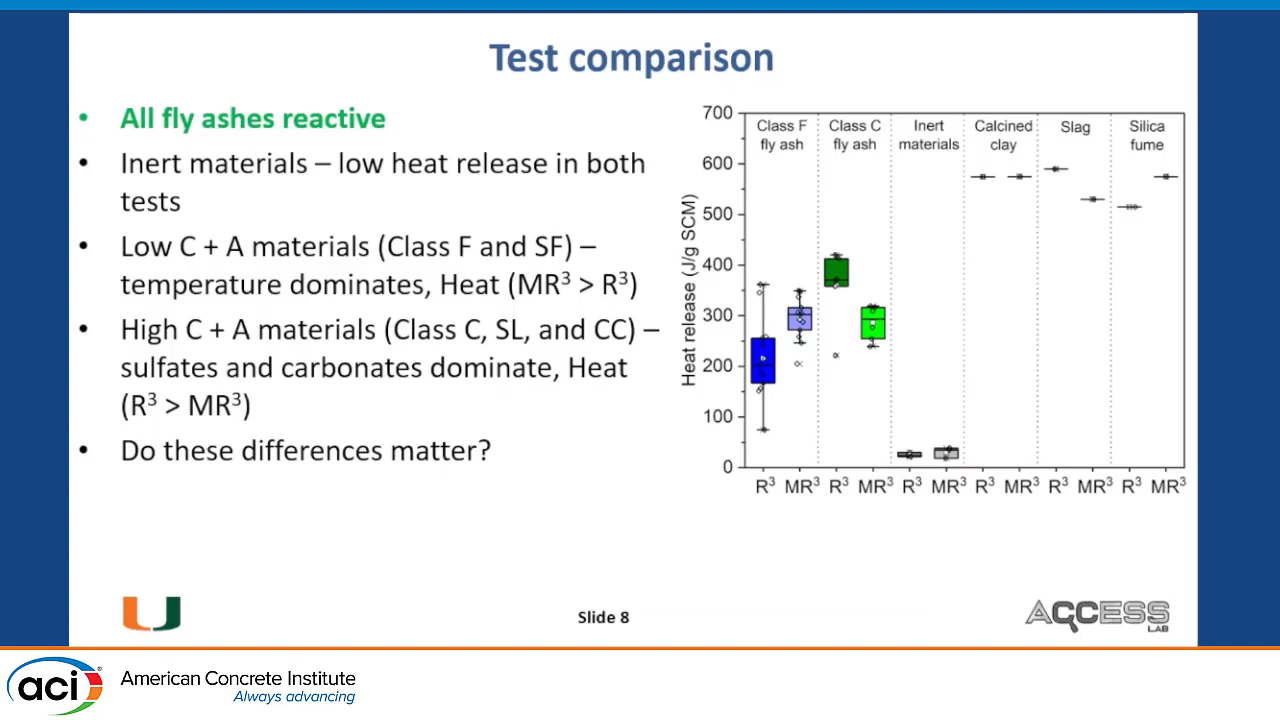 Test comparison
• All fly ashes reactive
• Inert materials – low heat release in both
tests
• Low C + A materials (Class F and SF) –
temperature dominates, Heat (MR³ > R³)
• High C + A materials (Class C, SL, and CC) –
sulfates and carbonates dominate, Heat
(R³ > MR³)
• Do these differences matter?
Heat release (J/g SCM)
700
600
500
400
300
200
100
0
Class F
fly ash
Class C
fly ash
Inert
materials
Calcined
clay
Slag
Silica
fume
R³ MR³ R³ MR³ R³ MR³ R³ MR³ R³ MR³ R³ MR³
Slide 8
ACCESS
LAB
aci®
American Concrete Institute
Always advancing